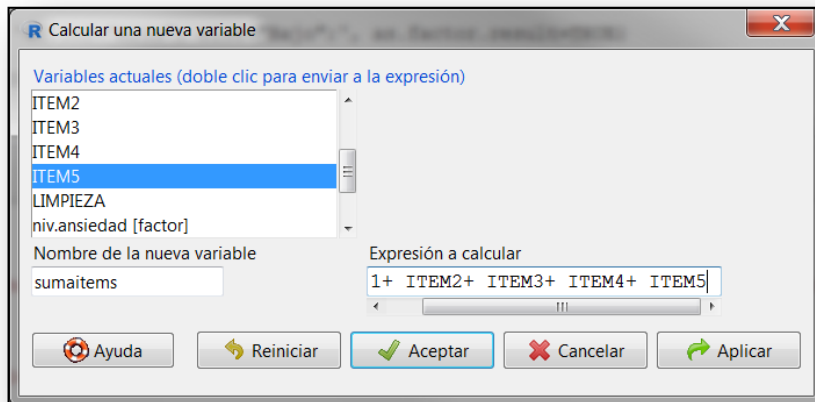 Calcular una nueva variable
Variables actuales (doble clic para enviar a la expresión)
ITEM2
ITEM3
ITEM4
ITEM5
LIMPIEZA
niv.ansiedad [factor]
Nombre de la nueva variable
sumaitems
Expresión a calcular
1+ ITEM2+ ITEM3+ ITEM4+ ITEM5
Ayuda
Reiniciar
Aceptar
Cancelar
Aplicar